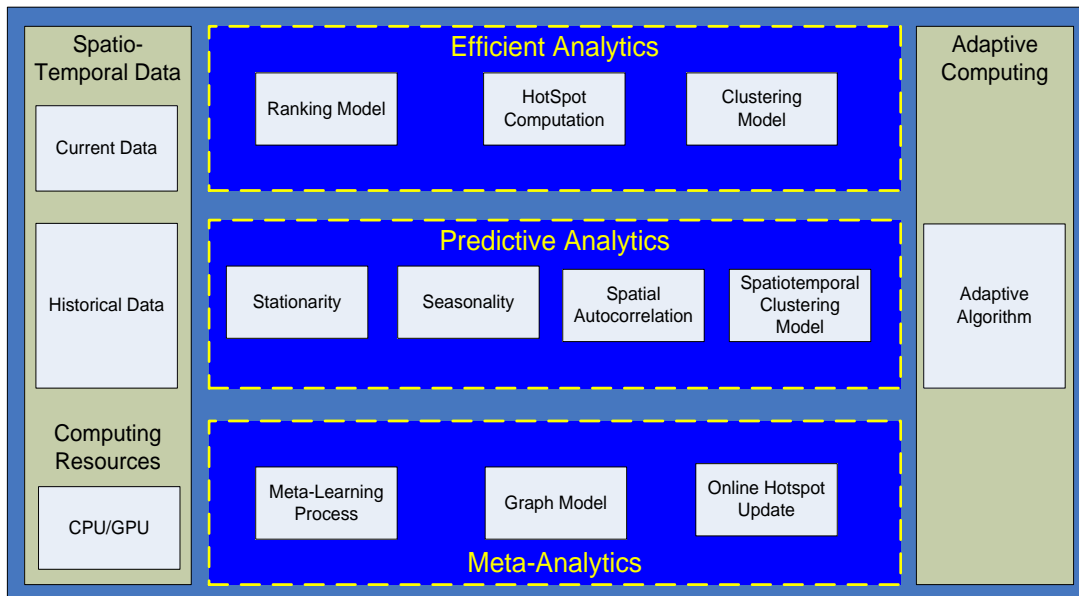 Spatio-
Temporal Data
Current Data
Historical Data
Computing
Resources
CPU/GPU
Efficient Analytics
Ranking Model
HotSpot
Computation
Clustering
Model
Predictive Analytics
Stationarity
Seasonality
Spatial
Autocorrelation
Spatiotemporal
Clustering
Model
Meta-Learning
Process
Graph Model
Online Hotspot
Update
Meta-Analytics
Adaptive
Computing
Adaptive
Algorithm